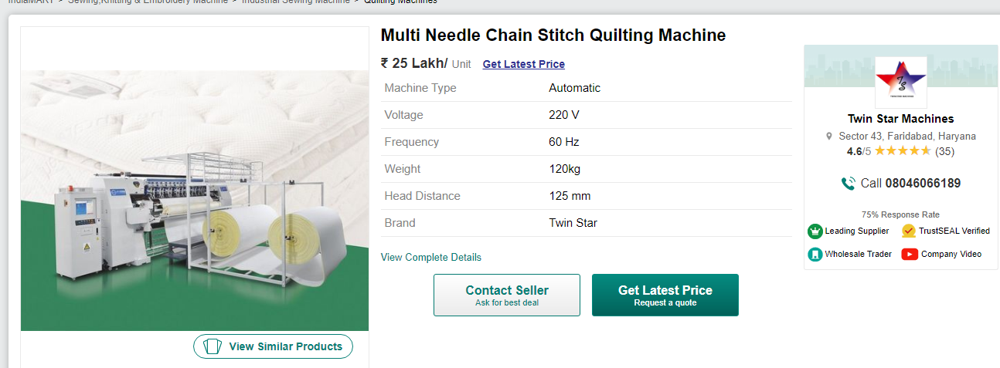 IndiaMART > Sewing,Knitting & Embroidery Machine > Industrial Sewing Machine > Quilting Machines
Multi Needle Chain Stitch Quilting Machine
₹ 25 Lakh/ Unit Get Latest Price
Machine Type Automatic
Voltage 220 V
Frequency 60 Hz
Weight 120kg
Head Distance 125 mm
Brand Twin Star
View Complete Details
Contact Seller
Ask for best deal
Get Latest Price
Request a quote
View Similar Products
TS
TWIN STAR MACHINES
Twin Star Machines
Sector 43, Faridabad, Haryana
4.6/5 (35)
Call 08046066189
75% Response Rate
Leading Supplier TrustSEAL Verified
Wholesale Trader Company Video